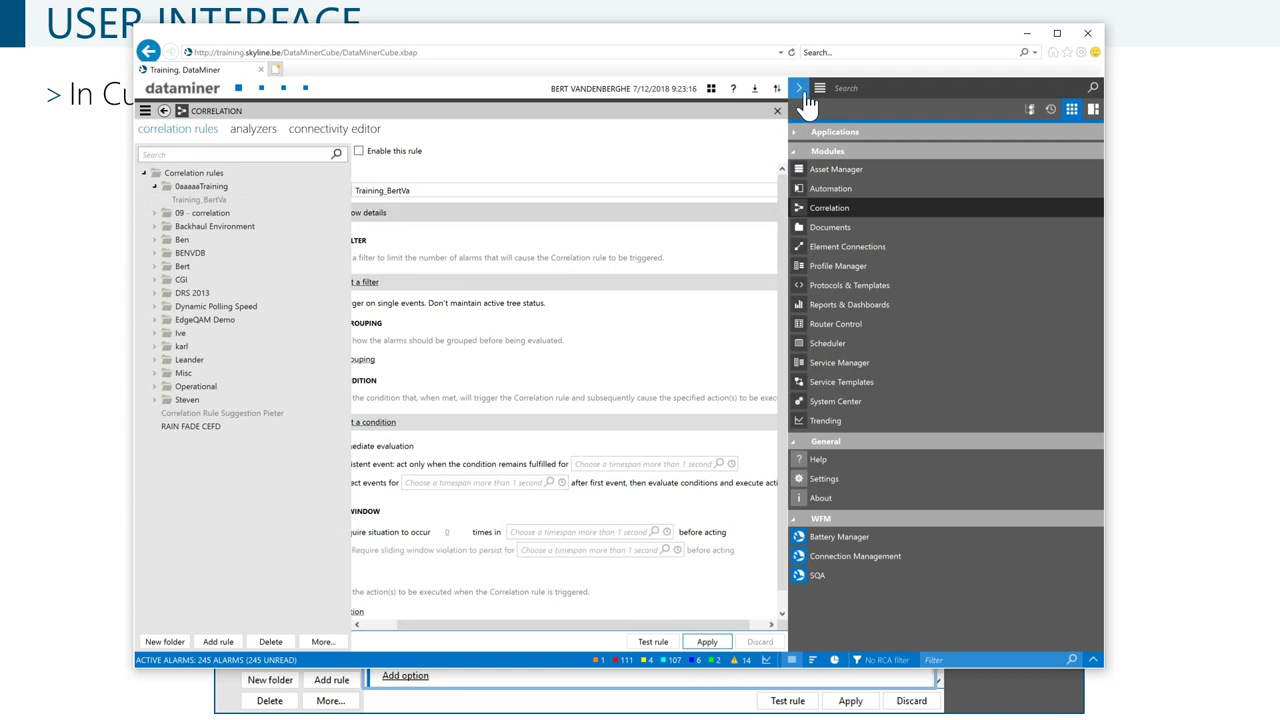 USER INTERFACE
> In Cu
http://training.skyline.be/DataMinerCube/DataMinerCube.xbap
Search...
Training, DataMiner
dataminer
BERT VANDENBERGHE 7/12/2018 9:23:16
?
Search
CORRELATION
correlation rules
analyzers
connectivity editor
Search
Enable this rule
Correlation rules
0aaaaaTraining
Training_BertVa
09 - correlation
Backhaul Environment
Ben
BENVDB
Bert
CGI
DRS 2013
Dynamic Polling Speed
EdgeQAM Demo
Ive
karl
Leander
Misc
Operational
Steven
Correlation Rule Suggestion Pieter
RAIN FADE CEFD
New folder
Add rule
Delete
More...
Training_BertVa
ow details
LTER
a filter to limit the number of alarms that will cause the Correlation rule to be triggered.
t a filter
ger on single events. Don't maintain active tree status.
ROUPING
how the alarms should be grouped before being evaluated.
ouping
ONDITION
the condition that, when met, will trigger the Correlation rule and subsequently cause the specified action(s) to be exec
t a condition
mediate evaluation
istent event: act only when the condition remains fulfilled for Choose a timespan more than 1 second
ect events for Choose a timespan more than 1 second after first event, then evaluate conditions and execute acti
WINDOW
quire situation to occur 0 times in Choose a timespan more than 1 second before acting
Require sliding window violation to persist for Choose a timespan more than 1 second before acting
the action(s) to be executed when the Correlation rule is triggered.
tion
Test rule
Apply
Discard
Applications
Modules
Asset Manager
Automation
Correlation
Documents
Element Connections
Profile Manager
Protocols & Templates
Reports & Dashboards
Router Control
Scheduler
Service Manager
Service Templates
System Center
Trending
General
Help
Settings
About
WFM
Battery Manager
Connection Management
SQA
ACTIVE ALARMS: 245 ALARMS (245 UNREAD)
1 111 4 107 6 2 14
No RCA filter
Filter
New folder
Add rule
Add option
Delete
More...
Test rule
Apply
Discard